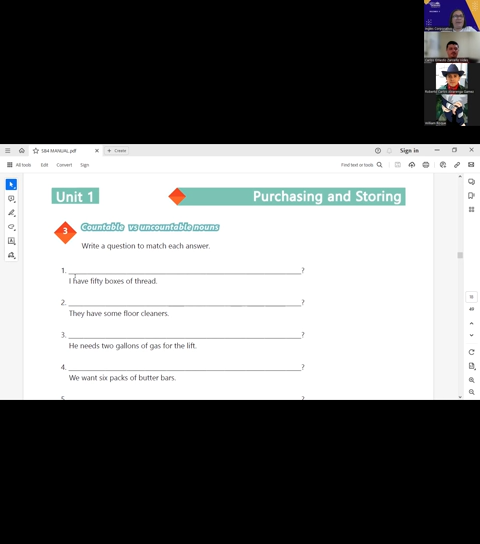 SB4 MANUAL.pdf
Create
Sign in
All tools Edit Convert Sign
Find text or tools
Unit 1
Purchasing and Storing
3
Countable vs uncountable nouns
Write a question to match each answer.
1. ?
I have fifty boxes of thread.
2. ?
They have some floor cleaners.
3. ?
He needs two gallons of gas for the lift.
4. ?
We want six packs of butter bars.
5. ?